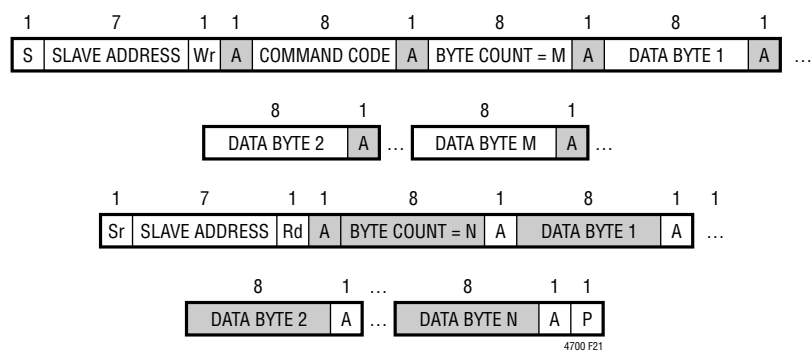 1 7 1 1 8 1 8 1 8 1
S SLAVE ADDRESS Wr A COMMAND CODE A BYTE COUNT = M A DATA BYTE 1 A …
8 1 8 1
DATA BYTE 2 A … DATA BYTE M A …
1 7 1 1 8 1 8 1 1
Sr SLAVE ADDRESS Rd A BYTE COUNT = N A DATA BYTE 1 A …
8 1 … 8 1 1
DATA BYTE 2 A … DATA BYTE N A P
4700 F21